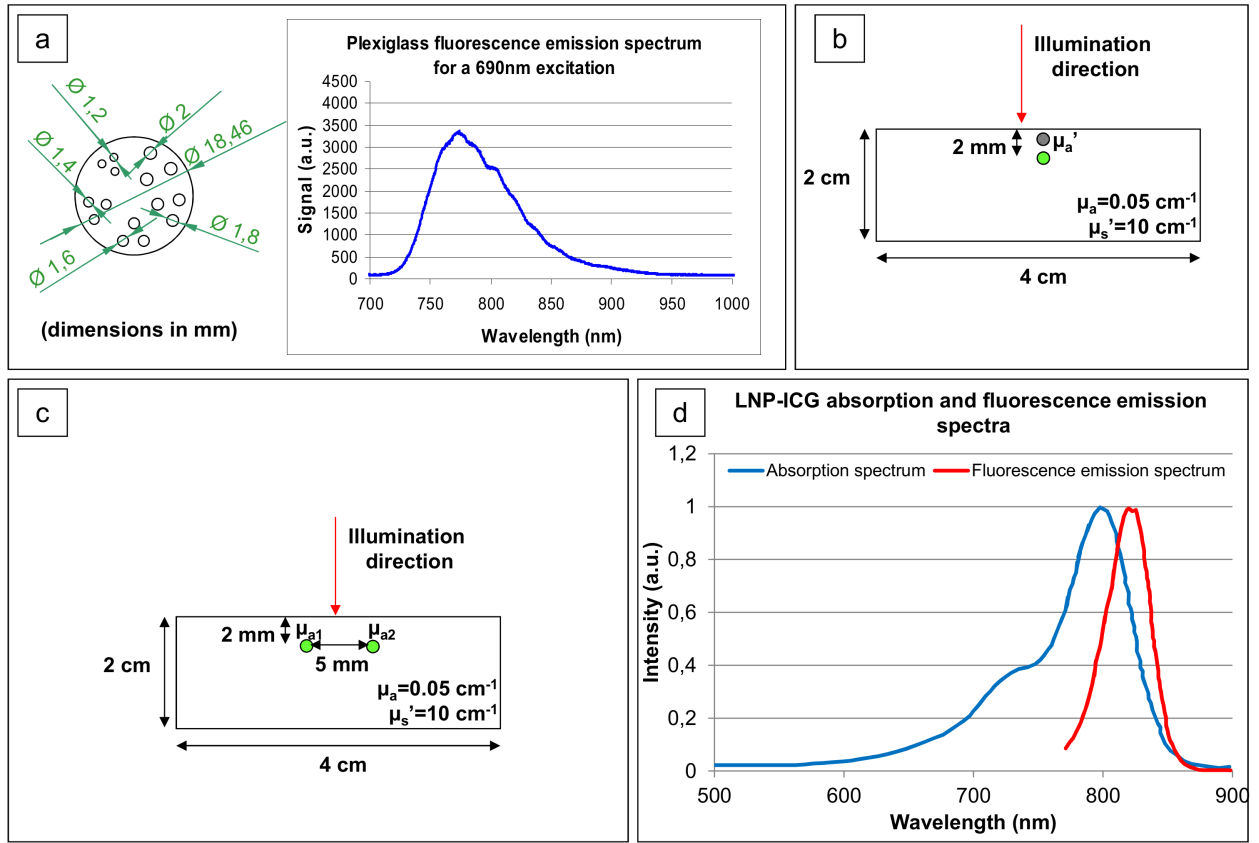 a
Plexiglass fluorescence emission spectrum
for a 690nm excitation
4500
4000
3500
3000
2500
2000
1500
1000
500
0
Signal (a.u.)
700 750 800 850 900 950 1000
Wavelength (nm)
Ø 1,2
Ø 2
Ø 18,46
Ø 1,4
Ø 1,8
Ø 1,6
(dimensions in mm)
b
Illumination
direction
2 mm
μa'
2 cm
μa=0.05 cm-1
μs'=10 cm-1
4 cm
c
Illumination
direction
2 mm
μa1
μa2
5 mm
2 cm
μa=0.05 cm-1
μs'=10 cm-1
4 cm
d
LNP-ICG absorption and fluorescence emission
spectra
1,2
Absorption spectrum
Fluorescence emission spectrum
1
0,8
0,6
0,4
0,2
0
Intensity (a.u.)
500 600 700 800 900
Wavelength (nm)